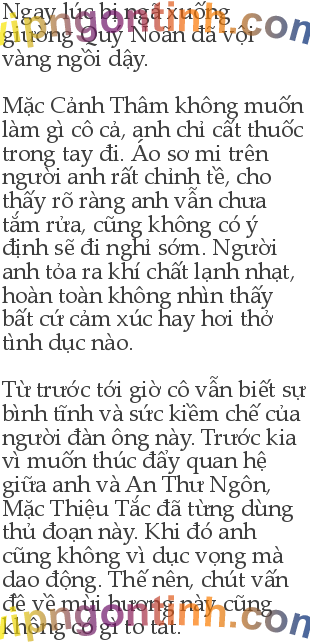 Ngay lúc bị ngã xuống
giường Quý Noãn đã vội
vàng ngồi dậy.
Mặc Cảnh Thâm không muốn
làm gì cô cả, anh chỉ cất thuốc
trong tay đi. Áo sơ mi trên
người anh rất chỉnh tề, cho
thấy rõ ràng anh vẫn chưa
tắm rửa, cũng không có ý
định sẽ đi nghỉ sớm. Người
anh tỏa ra khí chất lạnh nhạt,
hoàn toàn không nhìn thấy
bất cứ cảm xúc hay hơi thở
tình dục nào.
Từ trước tới giờ cô vẫn biết sự
bình tĩnh và sức kiềm chế của
người đàn ông này. Trước kia
vì muốn thúc đẩy quan hệ
giữa anh và An Thư Ngôn,
Mặc Thiệu Tắc đã từng dùng
thủ đoạn này. Khi đó anh
cũng không vì dục vọng mà
dao động. Thế nên, chút vấn
đề về mùi hương này cũng
không có gì to tát.
vipngontinh.com
vipngontinh.com